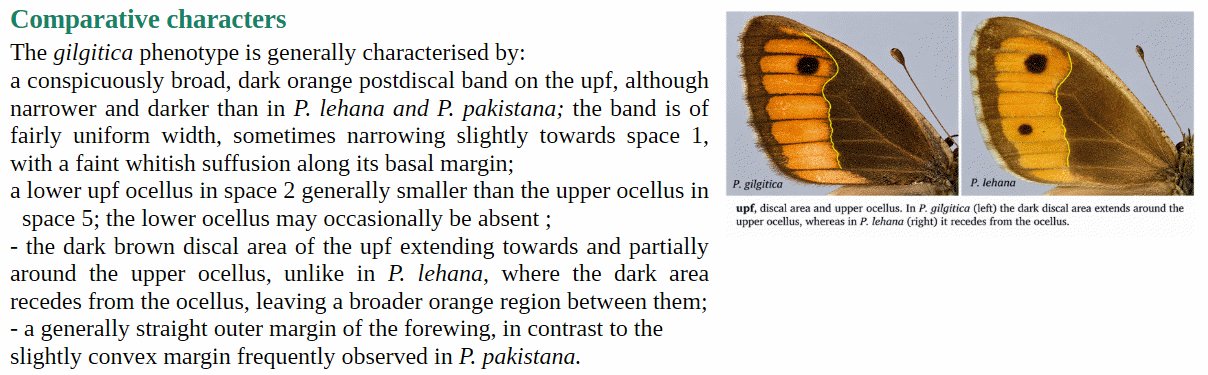 Comparative characters
The gilgitica phenotype is generally characterised by:
a conspicuously broad, dark orange postdiscal band on the upf, although
narrower and darker than in P. lehana and P. pakistana; the band is of
fairly uniform width, sometimes narrowing slightly towards space 1,
with a faint whitish suffusion along its basal margin;
a lower upf ocellus in space 2 generally smaller than the upper ocellus in
space 5; the lower ocellus may occasionally be absent ;
- the dark brown discal area of the upf extending towards and partially
around the upper ocellus, unlike in P. lehana, where the dark area
recedes from the ocellus, leaving a broader orange region between them;
- a generally straight outer margin of the forewing, in contrast to the
slightly convex margin frequently observed in P. pakistana.
P. gilgitica
P. lehana
upf, discal area and upper ocellus. In P. gilgitica (left) the dark discal area extends around the
upper ocellus, whereas in P. lehana (right) it recedes from the ocellus.